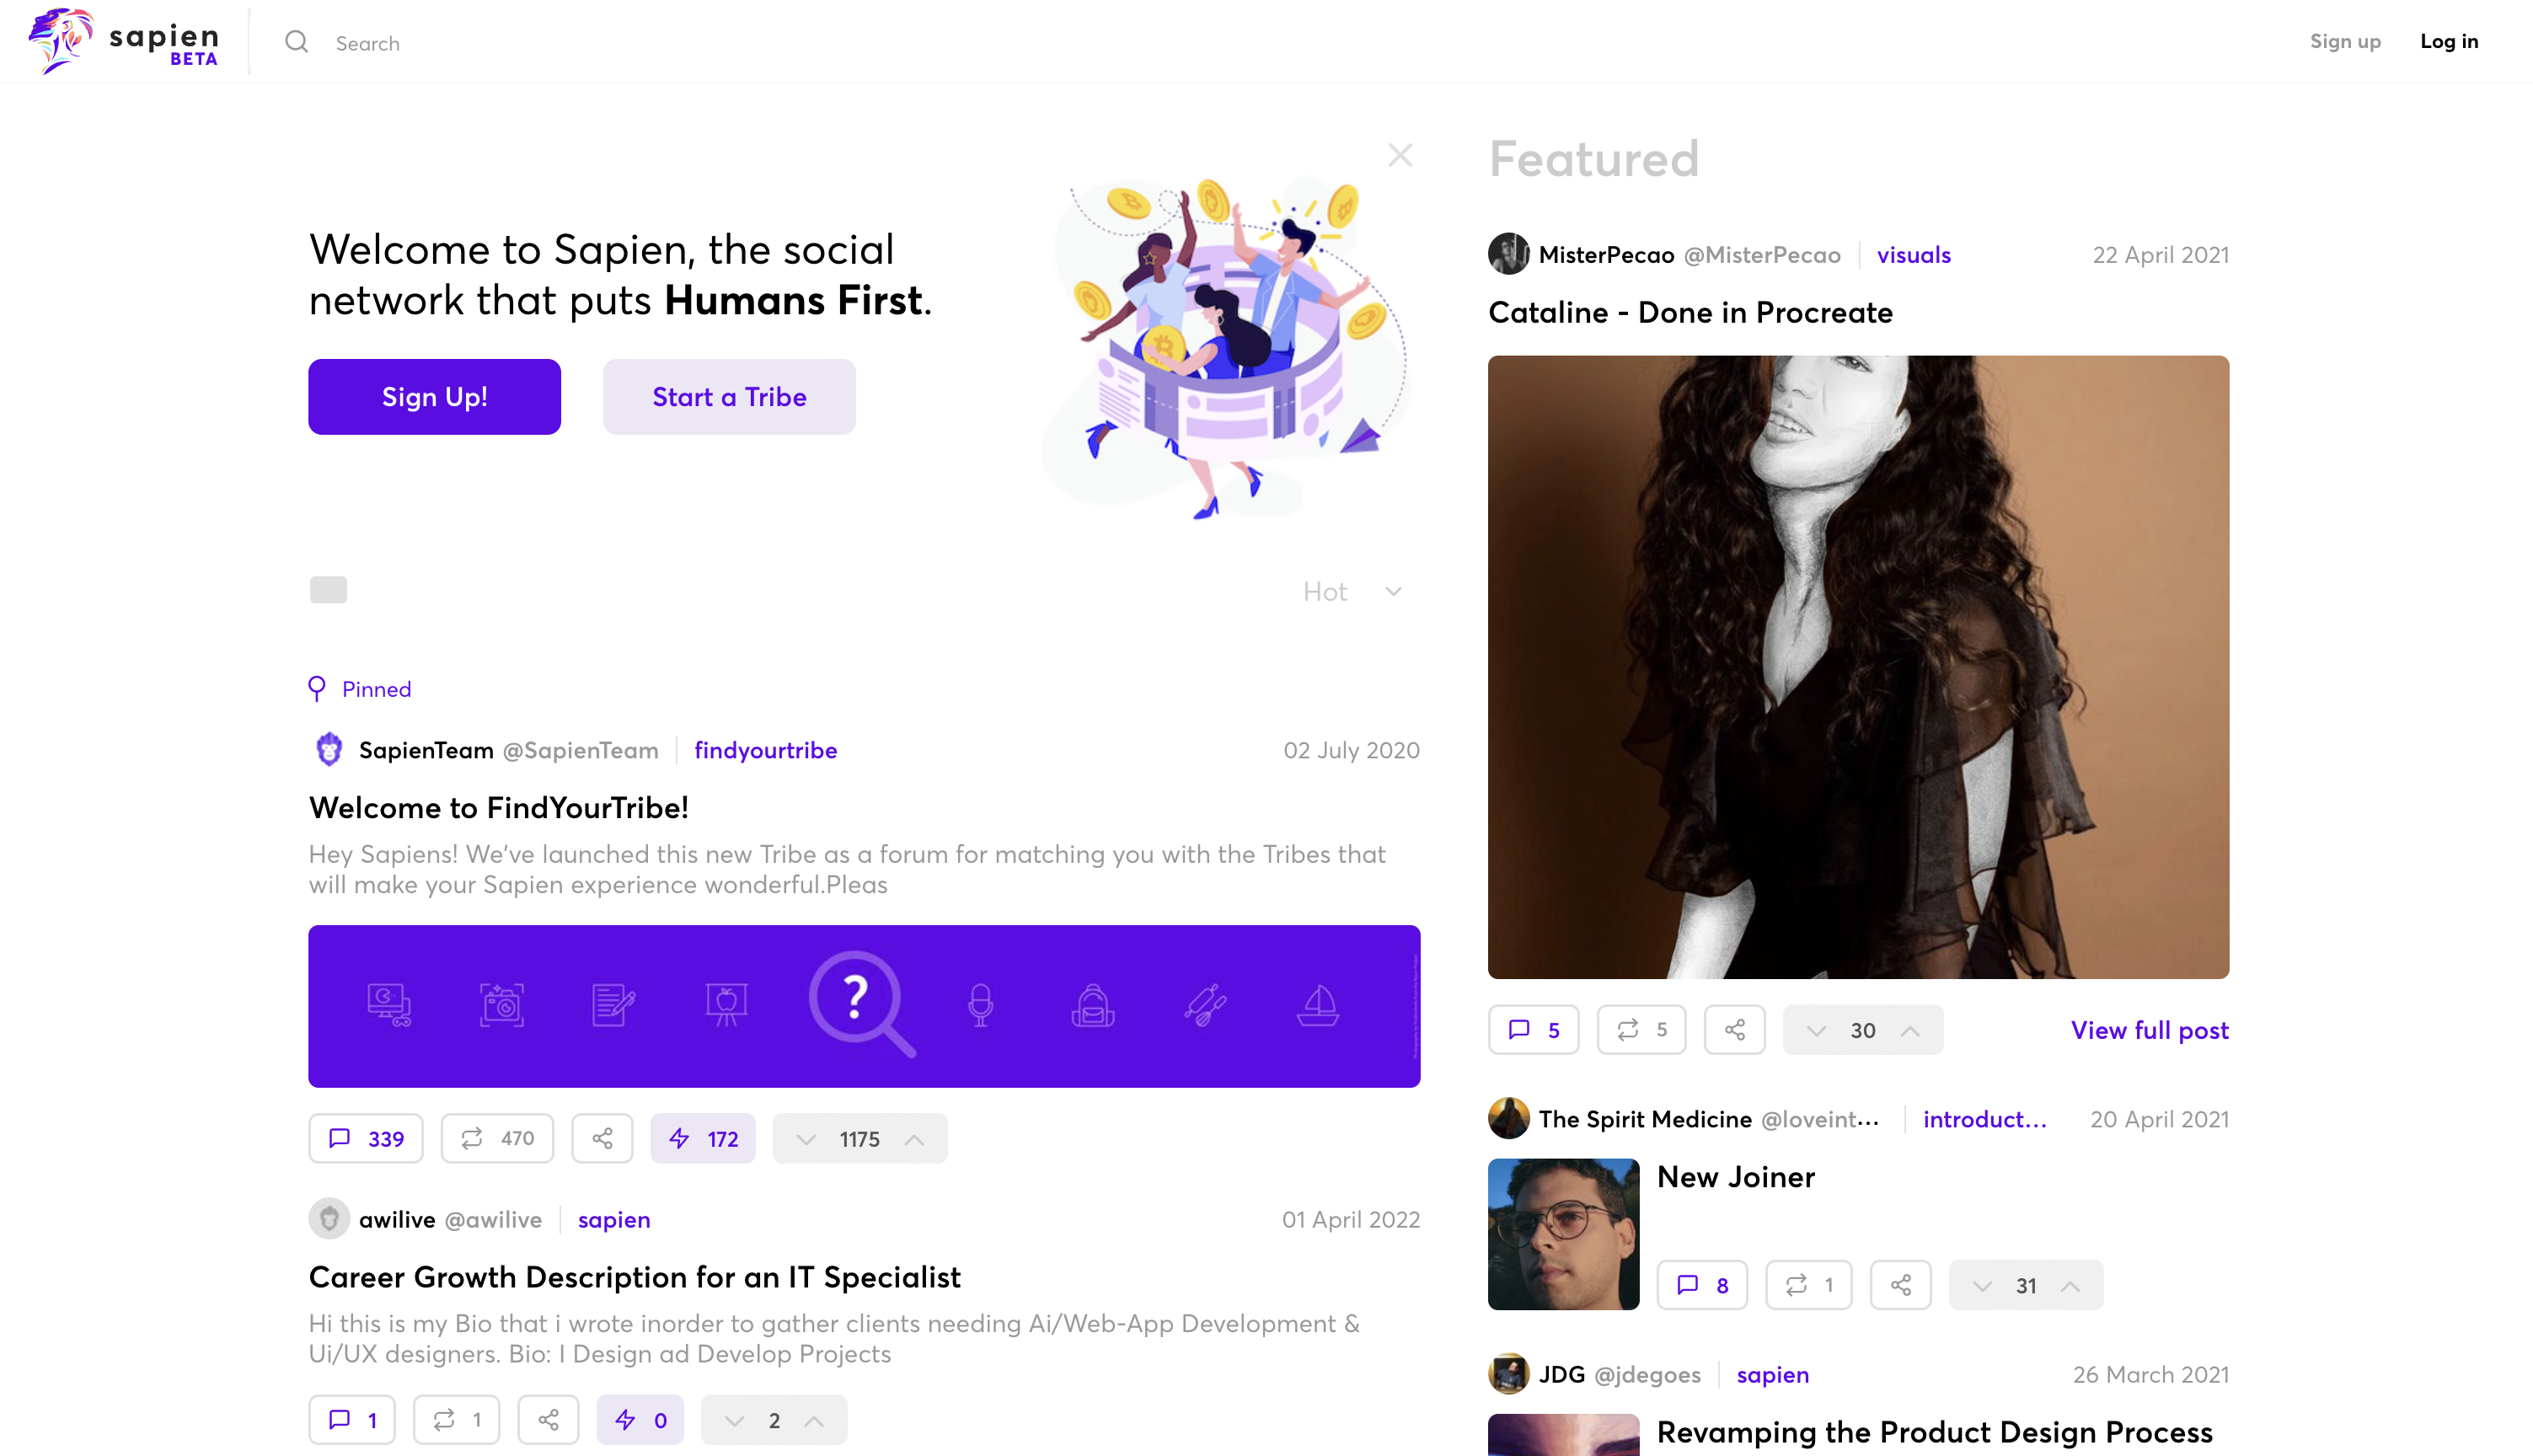 sapien
BETA
Search
Sign up
Log in
Welcome to Sapien, the social
network that puts Humans First.
Sign Up!
Start a Tribe
Hot
Pinned
SapienTeam @SapienTeam
findyourtribe
02 July 2020
Welcome to FindYourTribe!
Hey Sapiens! We've launched this new Tribe as a forum for matching you with the Tribes that
will make your Sapien experience wonderful.Pleas
?
339
470
172
1175
awilive @awilive
sapien
01 April 2022
Career Growth Description for an IT Specialist
Hi this is my Bio that i wrote inorder to gather clients needing Ai/Web-App Development &
Ui/UX designers. Bio: I Design ad Develop Projects
1
1
0
2
Featured
MisterPecao @MisterPecao
visuals
22 April 2021
Cataline - Done in Procreate
5
5
30
View full post
The Spirit Medicine @loveint...
introduct...
20 April 2021
New Joiner
8
1
31
JDG @jdegoes
sapien
26 March 2021
Revamping the Product Design Process